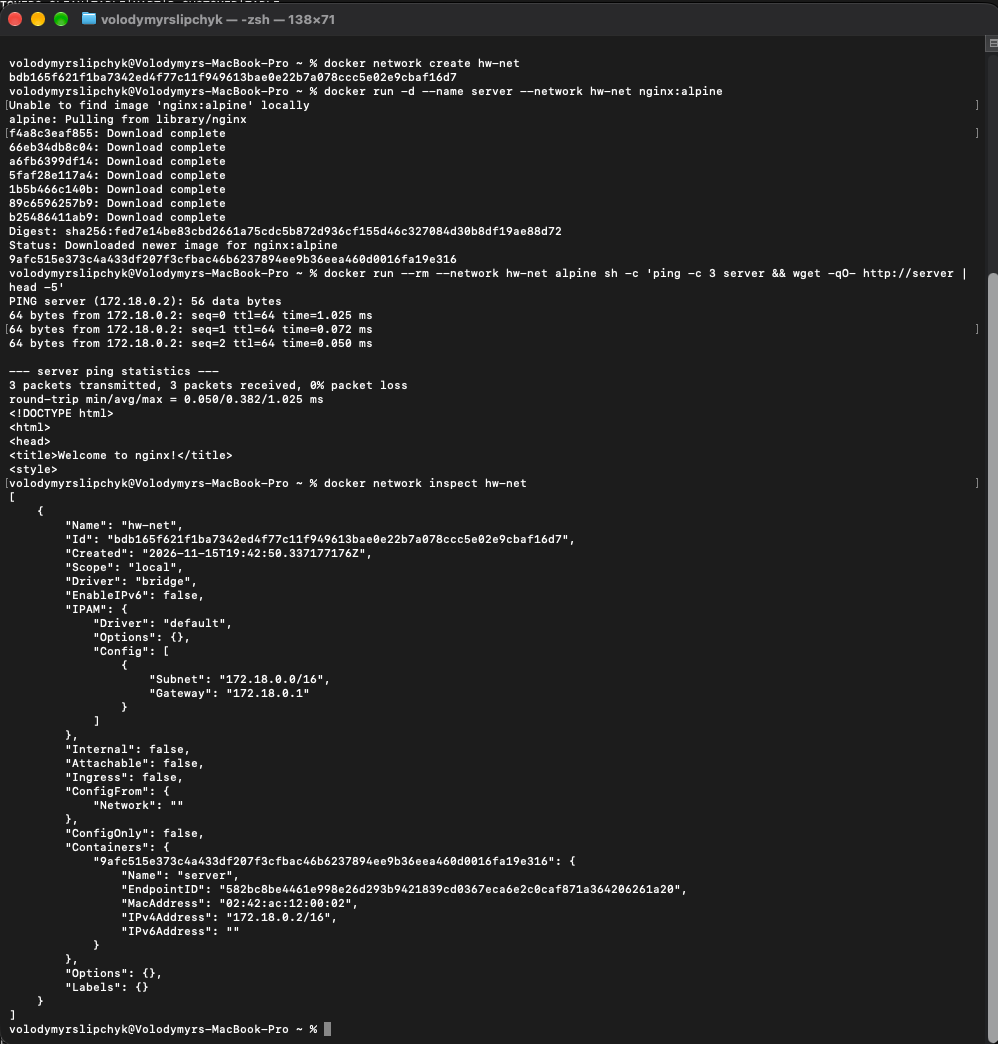 volodymyrslipchyk — -zsh — 138×71
volodymyrslipchyk@Volodymyrs-MacBook-Pro ~ % docker network create hw-net
bdb165f621f1ba7342ed4f77c11f949613bae0e22b7a078ccc5e02e9cbaf16d7
volodymyrslipchyk@Volodymyrs-MacBook-Pro ~ % docker run -d --name server --network hw-net nginx:alpine
[Unable to find image 'nginx:alpine' locally ]
alpine: Pulling from library/nginx
[f4a8c3eaf855: Download complete ]
66eb34db8c04: Download complete
a6fb6399df14: Download complete
5faf28e117a4: Download complete
1b5b466c140b: Download complete
89c6596257b9: Download complete
b25486411ab9: Download complete
Digest: sha256:fed7e14be83cbd2661a75cdc5b872d936cf155d46c327084d30b8df19ae88d72
Status: Downloaded newer image for nginx:alpine
9afc515e373c4a433df207f3cfbac46b6237894ee9b36eea460d0016fa19e316
volodymyrslipchyk@Volodymyrs-MacBook-Pro ~ % docker run --rm --network hw-net alpine sh -c 'ping -c 3 server && wget -qO- http://server |
head -5'
PING server (172.18.0.2): 56 data bytes
64 bytes from 172.18.0.2: seq=0 ttl=64 time=1.025 ms
[64 bytes from 172.18.0.2: seq=1 ttl=64 time=0.072 ms ]
64 bytes from 172.18.0.2: seq=2 ttl=64 time=0.050 ms
--- server ping statistics ---
3 packets transmitted, 3 packets received, 0% packet loss
round-trip min/avg/max = 0.050/0.382/1.025 ms
<!DOCTYPE html>
<html>
<head>
<title>Welcome to nginx!</title>
<style>
[volodymyrslipchyk@Volodymyrs-MacBook-Pro ~ % docker network inspect hw-net ]
[
    {
        "Name": "hw-net",
        "Id": "bdb165f621f1ba7342ed4f77c11f949613bae0e22b7a078ccc5e02e9cbaf16d7",
        "Created": "2026-11-15T19:42:50.337177176Z",
        "Scope": "local",
        "Driver": "bridge",
        "EnableIPv6": false,
        "IPAM": {
            "Driver": "default",
            "Options": {},
            "Config": [
                {
                    "Subnet": "172.18.0.0/16",
                    "Gateway": "172.18.0.1"
                }
            ]
        },
        "Internal": false,
        "Attachable": false,
        "Ingress": false,
        "ConfigFrom": {
            "Network": ""
        },
        "ConfigOnly": false,
        "Containers": {
            "9afc515e373c4a433df207f3cfbac46b6237894ee9b36eea460d0016fa19e316": {
                "Name": "server",
                "EndpointID": "582bc8be4461e998e26d293b9421839cd0367eca6e2c0caf871a364206261a20",
                "MacAddress": "02:42:ac:12:00:02",
                "IPv4Address": "172.18.0.2/16",
                "IPv6Address": ""
            }
        },
        "Options": {},
        "Labels": {}
    }
]
volodymyrslipchyk@Volodymyrs-MacBook-Pro ~ %